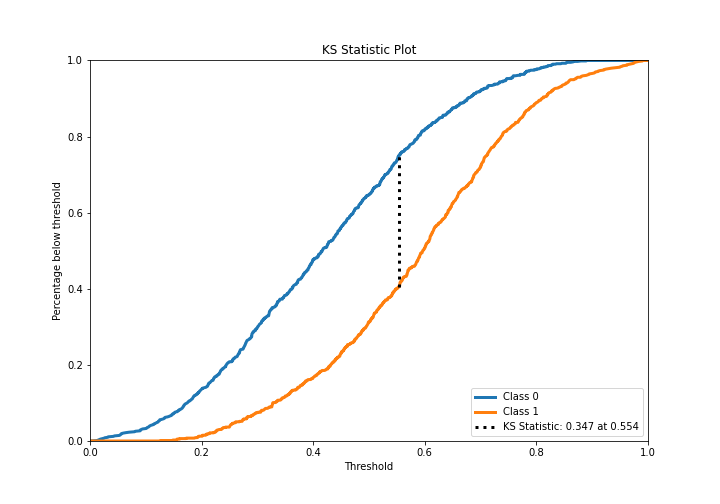 KS Statistic Plot
1.0
0.8
0.6
0.4
0.2
0.0
Percentage below threshold
0.0 0.2 0.4 0.6 0.8 1.0
Threshold
Class 0
Class 1
KS Statistic: 0.347 at 0.554